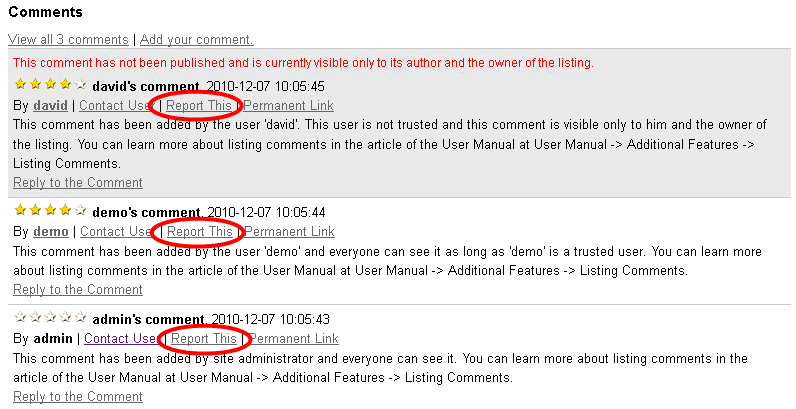 Comments
View all 3 comments | Add your comment.
This comment has not been published and is currently visible only to its author and the owner of the listing.
david's comment, 2010-12-07 10:05:45
By david | Contact User | Report This | Permanent Link
This comment has been added by the user 'david'. This user is not trusted and this comment is visible only to him and the owner of
the listing. You can learn more about listing comments in the article of the User Manual at User Manual -> Additional Features ->
Listing Comments.
Reply to the Comment
demo's comment, 2010-12-07 10:05:44
By demo | Contact User | Report This | Permanent Link
This comment has been added by the user 'demo' and everyone can see it as long as 'demo' is a trusted user. You can learn more
about listing comments in the article of the User Manual at User Manual -> Additional Features -> Listing Comments.
Reply to the Comment
admin's comment, 2010-12-07 10:05:43
By admin | Contact User | Report This | Permanent Link
This comment has been added by site administrator and everyone can see it. You can learn more about listing comments in the
article of the User Manual at User Manual -> Additional Features -> Listing Comments.
Reply to the Comment